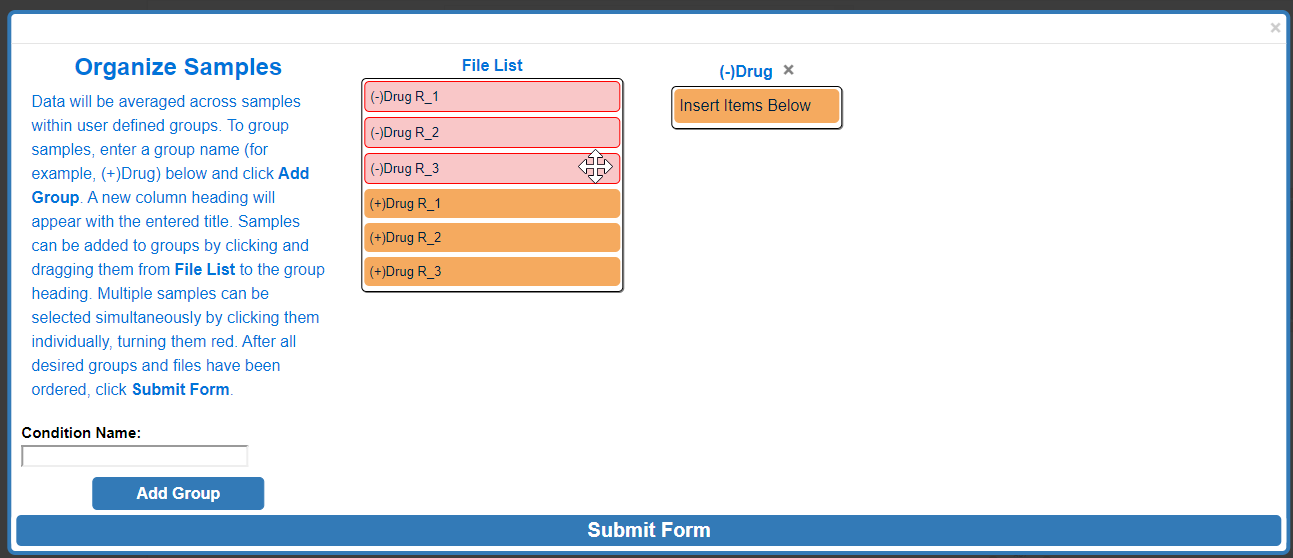 ×
Organize Samples
Data will be averaged across samples
within user defined groups. To group
samples, enter a group name (for
example, (+)Drug) below and click Add
Group. A new column heading will
appear with the entered title. Samples
can be added to groups by clicking and
dragging them from File List to the group
heading. Multiple samples can be
selected simultaneously by clicking them
individually, turning them red. After all
desired groups and files have been
ordered, click Submit Form.
Condition Name:
Add Group
File List
(-)Drug R_1
(-)Drug R_2
(-)Drug R_3
(+)Drug R_1
(+)Drug R_2
(+)Drug R_3
(-)Drug ×
Insert Items Below
Submit Form